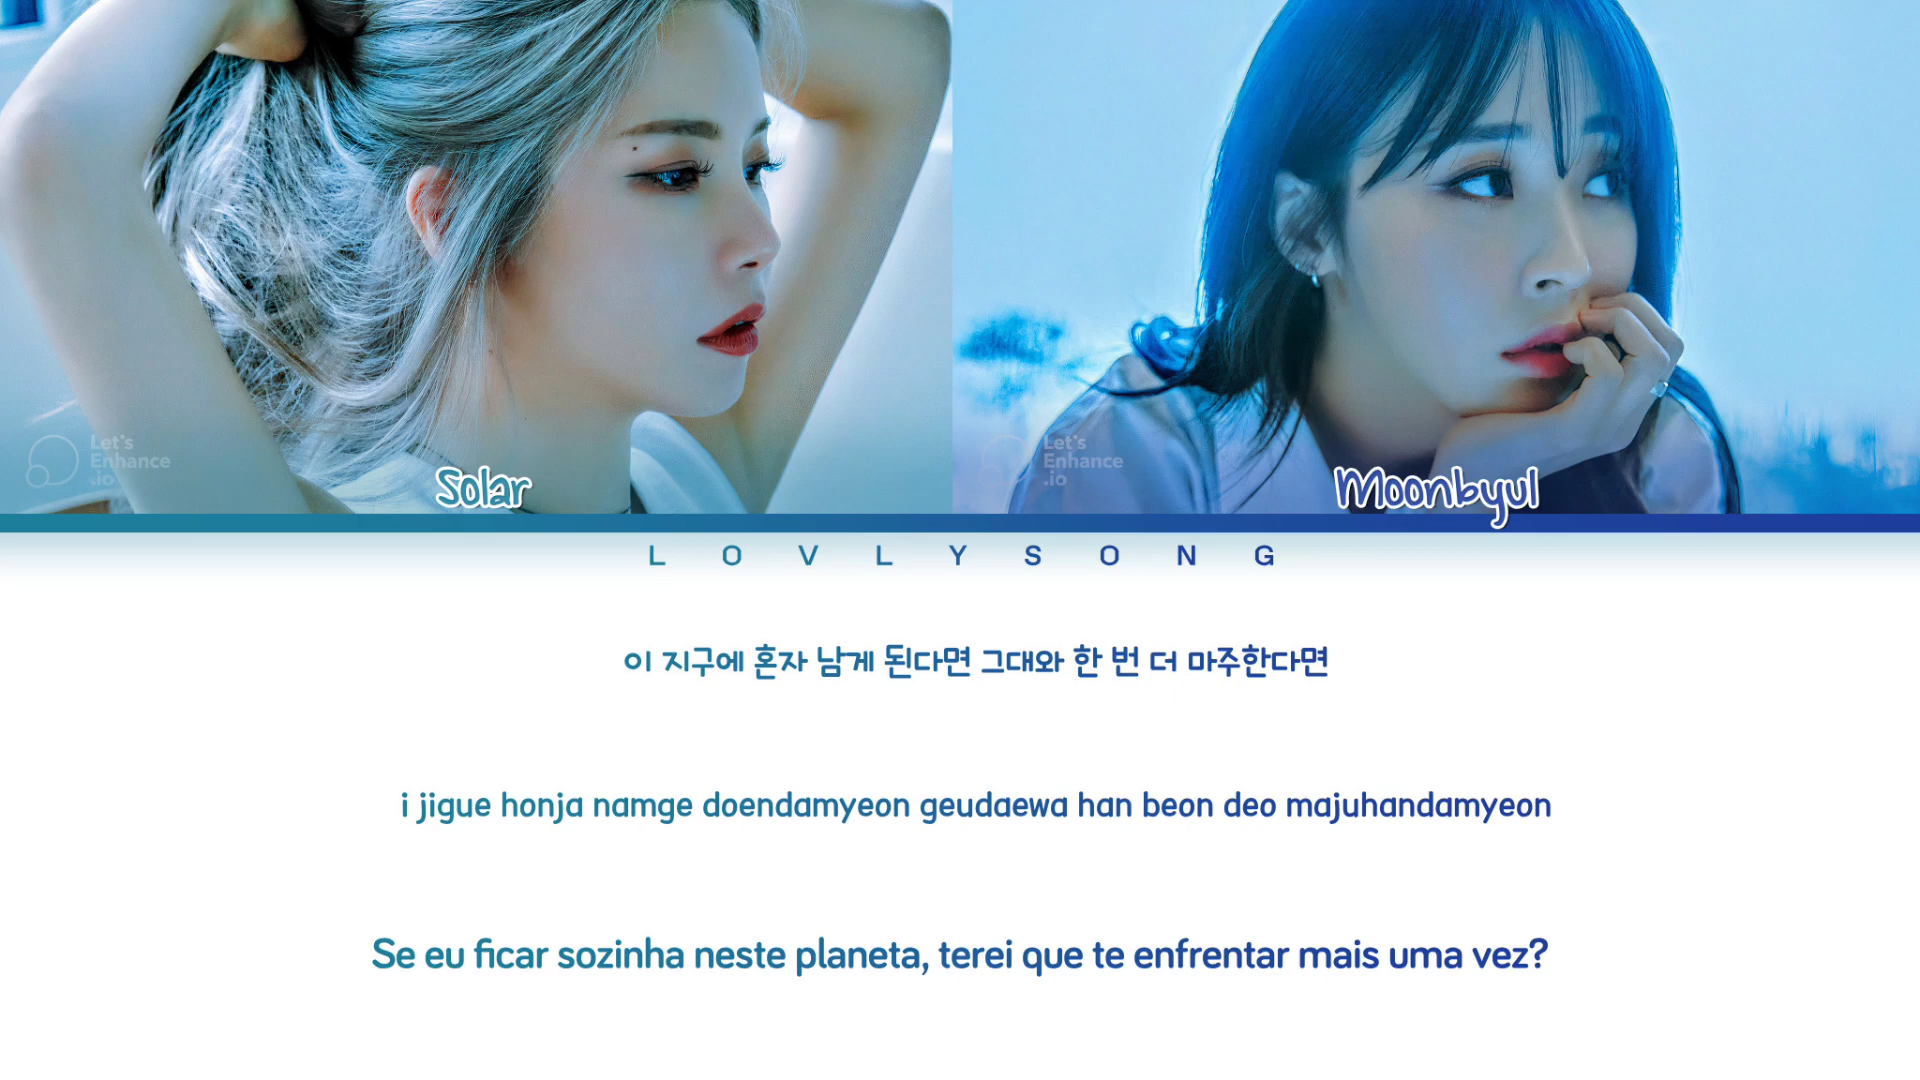 Let's
Enhance
.io
Let's
Enhance
.io
Solar
Moonbyul
LOVLYSONG
이 지구에 혼자 남게 된다면 그대와 한 번 더 마주한다면
i jigue honja namge doendamyeon geudaewa han beon deo majuhandamyeon
Se eu ficar sozinha neste planeta, terei que te enfrentar mais uma vez?